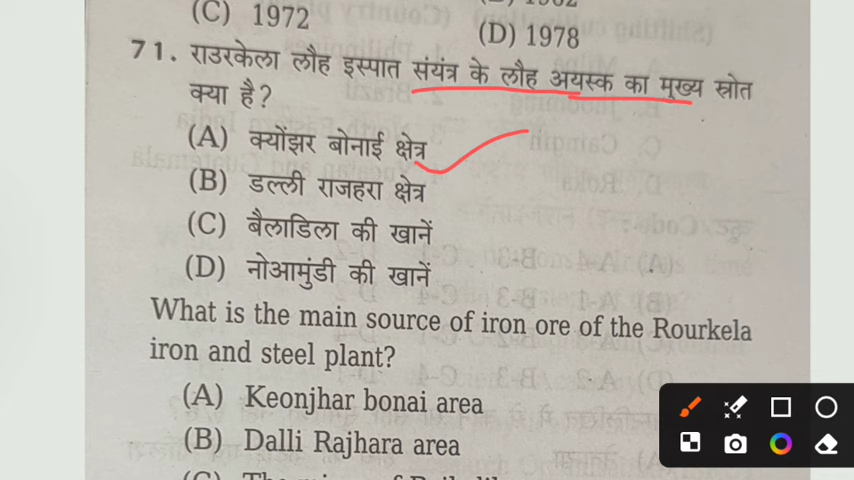 (C) 1972
(D) 1978
71. राउरकेला लौह इस्पात संयंत्र के लौह अयस्क का मुख्य स्रोत
क्या है?
(A) क्योंझर बोनाई क्षेत्र
(B) डल्ली राजहरा क्षेत्र
(C) बैलाडिला की खानें
(D) नोआमुंडी की खानें
What is the main source of iron ore of the Rourkela
iron and steel plant?
(A) Keonjhar bonai area
(B) Dalli Rajhara area